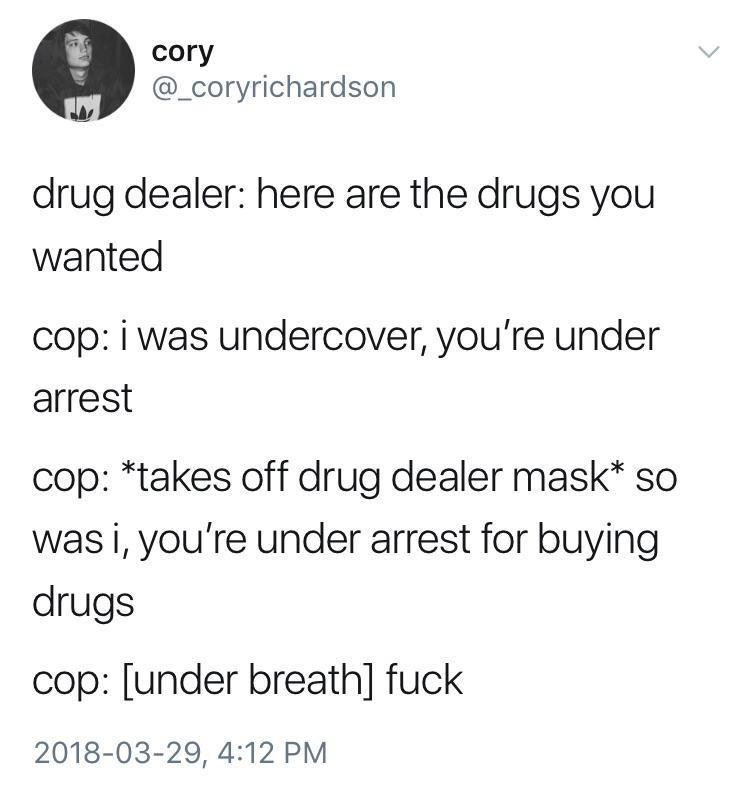 cory
@_coryrichardson
drug dealer: here are the drugs you
wanted
cop: i was undercover, you’re under
arrest
cop: *takes off drug dealer mask* so
was i, you’re under arrest for buying
drugs
cop: [under breath] fuck
2018-03-29, 4:12 PM